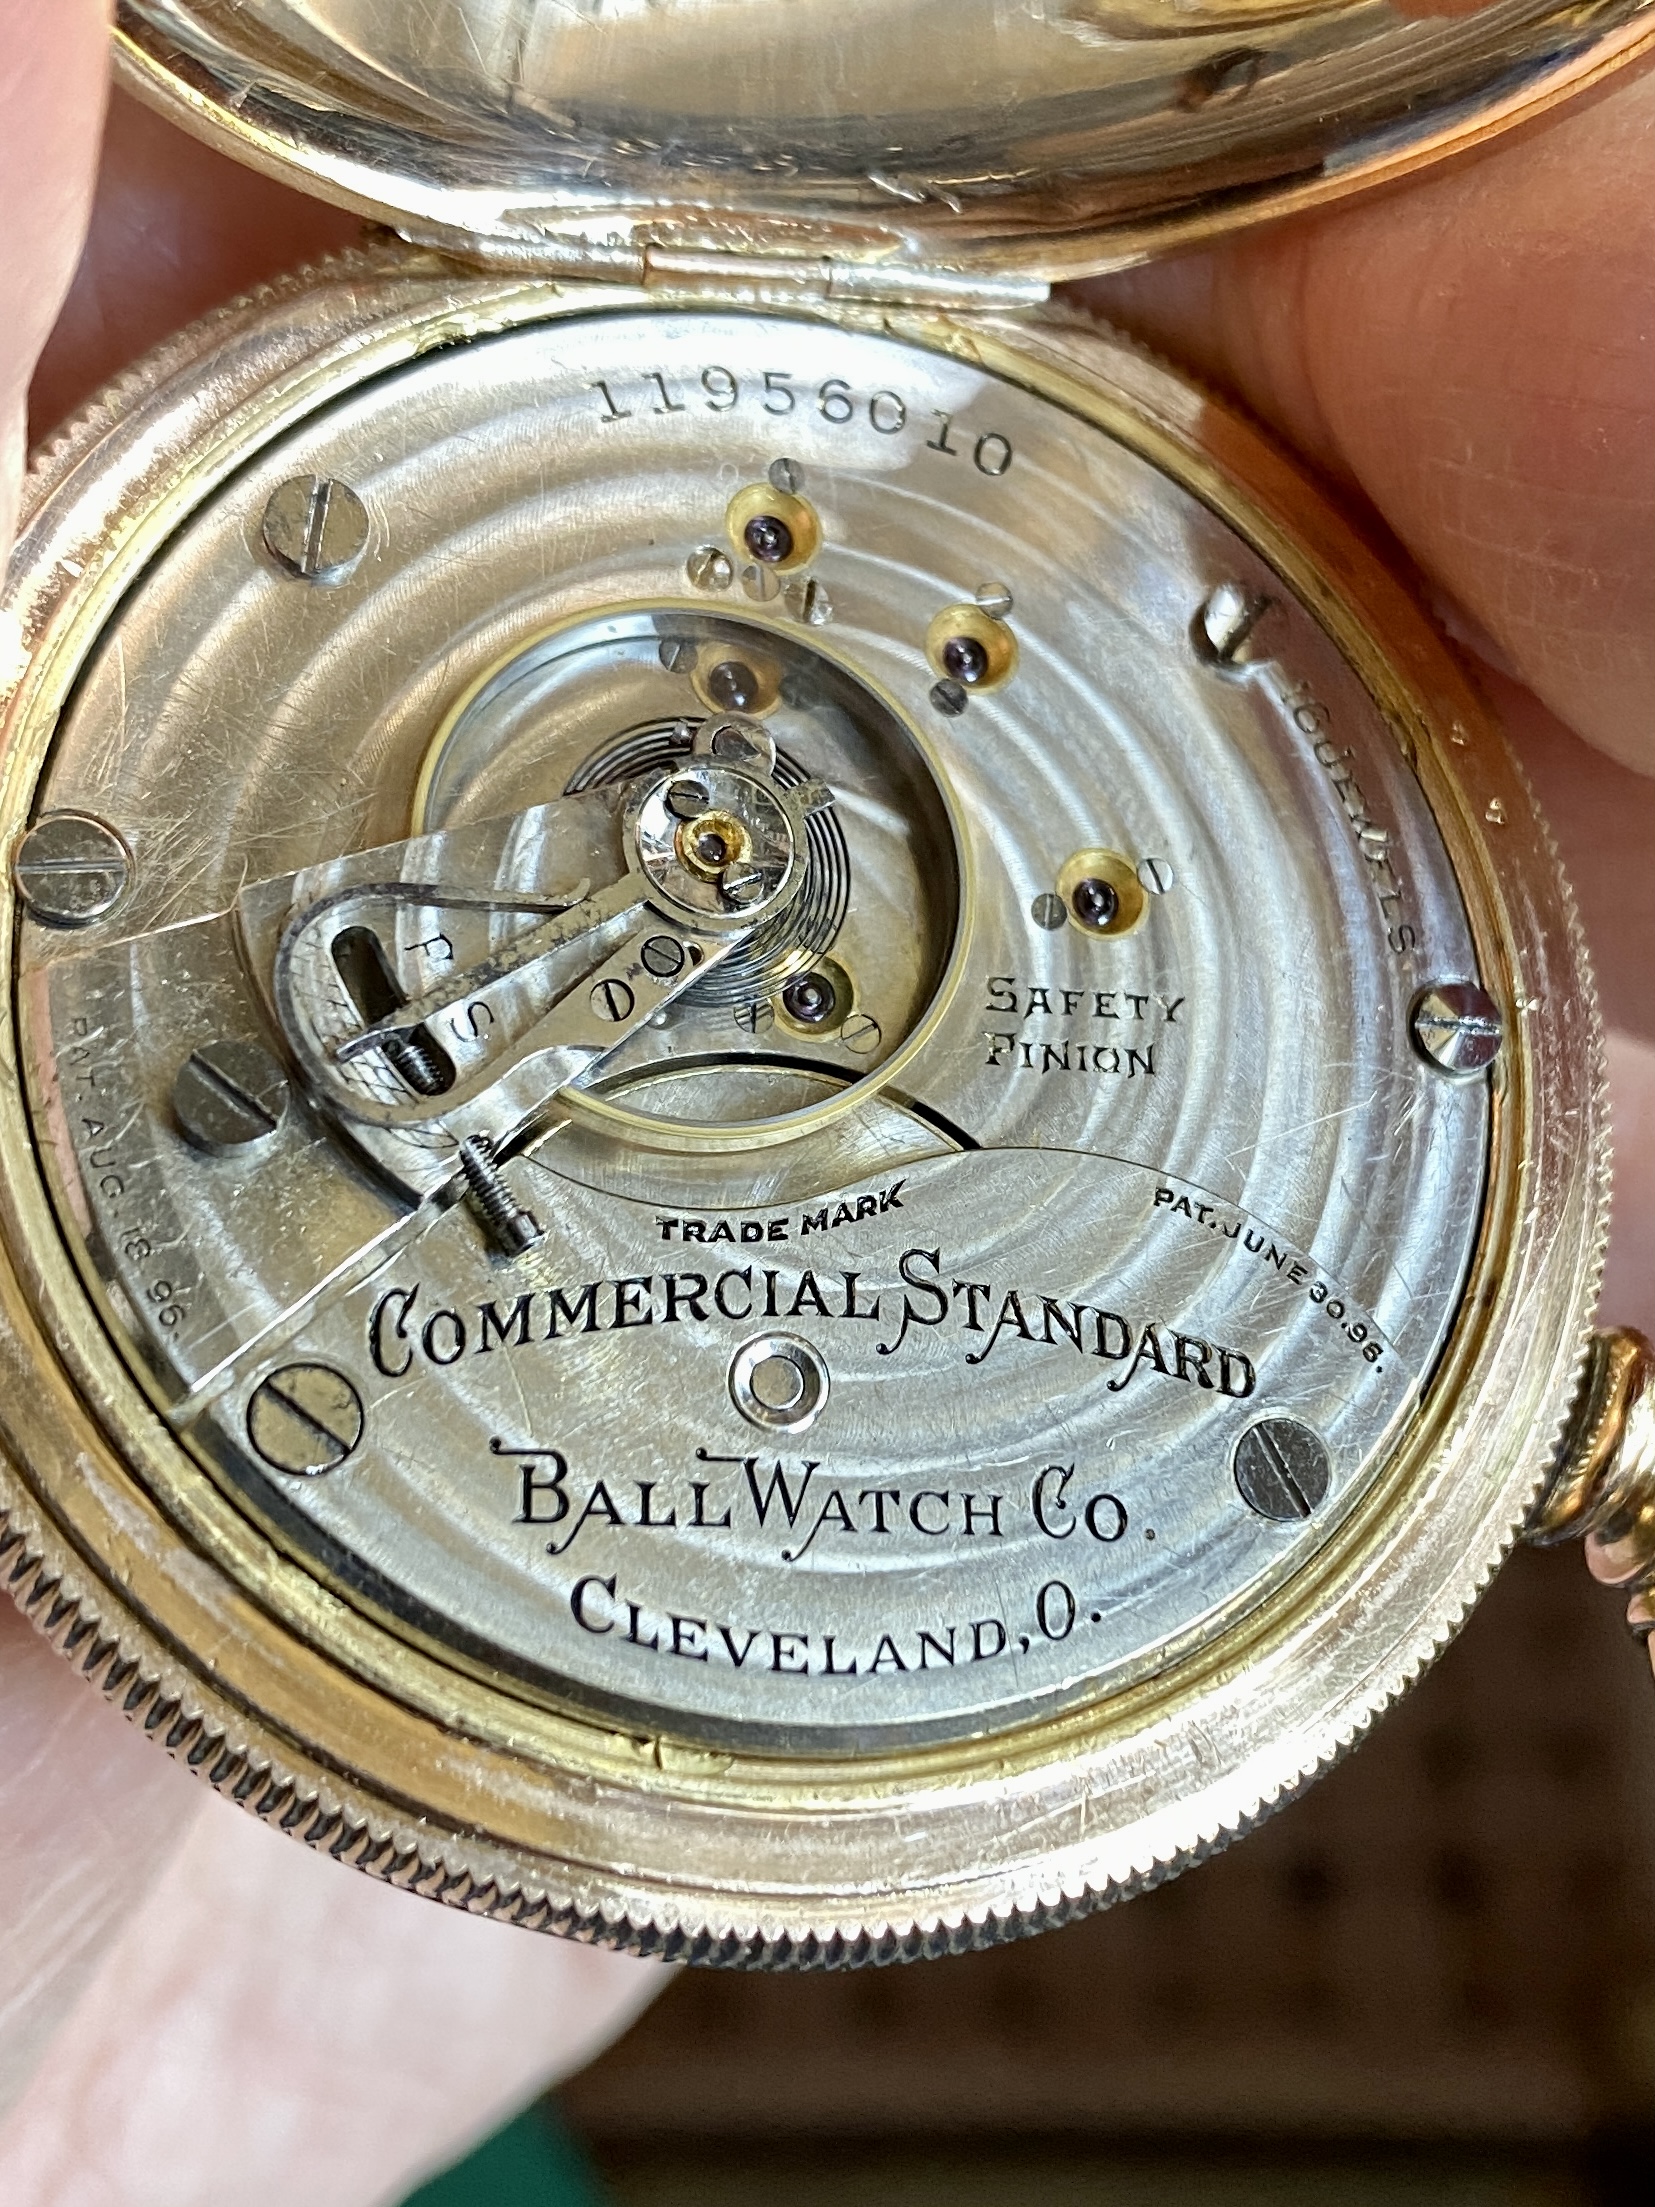 11956010
16 JEWELS.
SAFETY
PINION
F
S
D
PAT. AUG. 18 96.
TRADE MARK
PAT. JUNE 30.96.
COMMERCIAL STANDARD
BALL WATCH Co.
CLEVELAND, O.